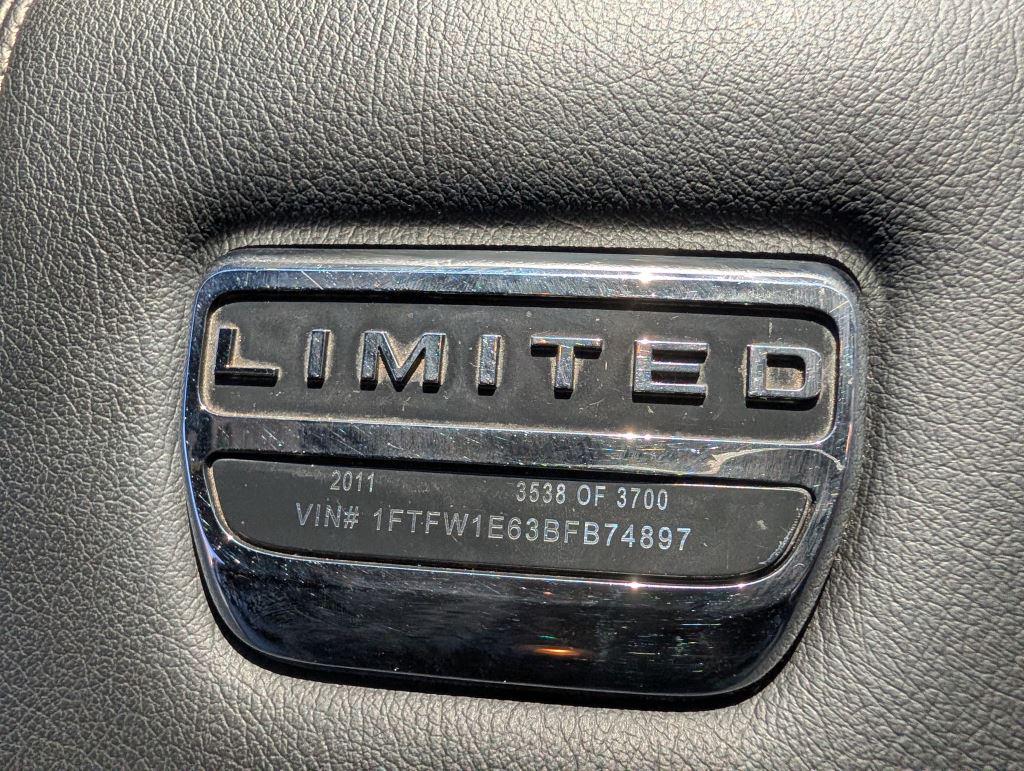 LIMITED
2011 3538 OF 3700
VIN# 1FTFW1E63BFB74897